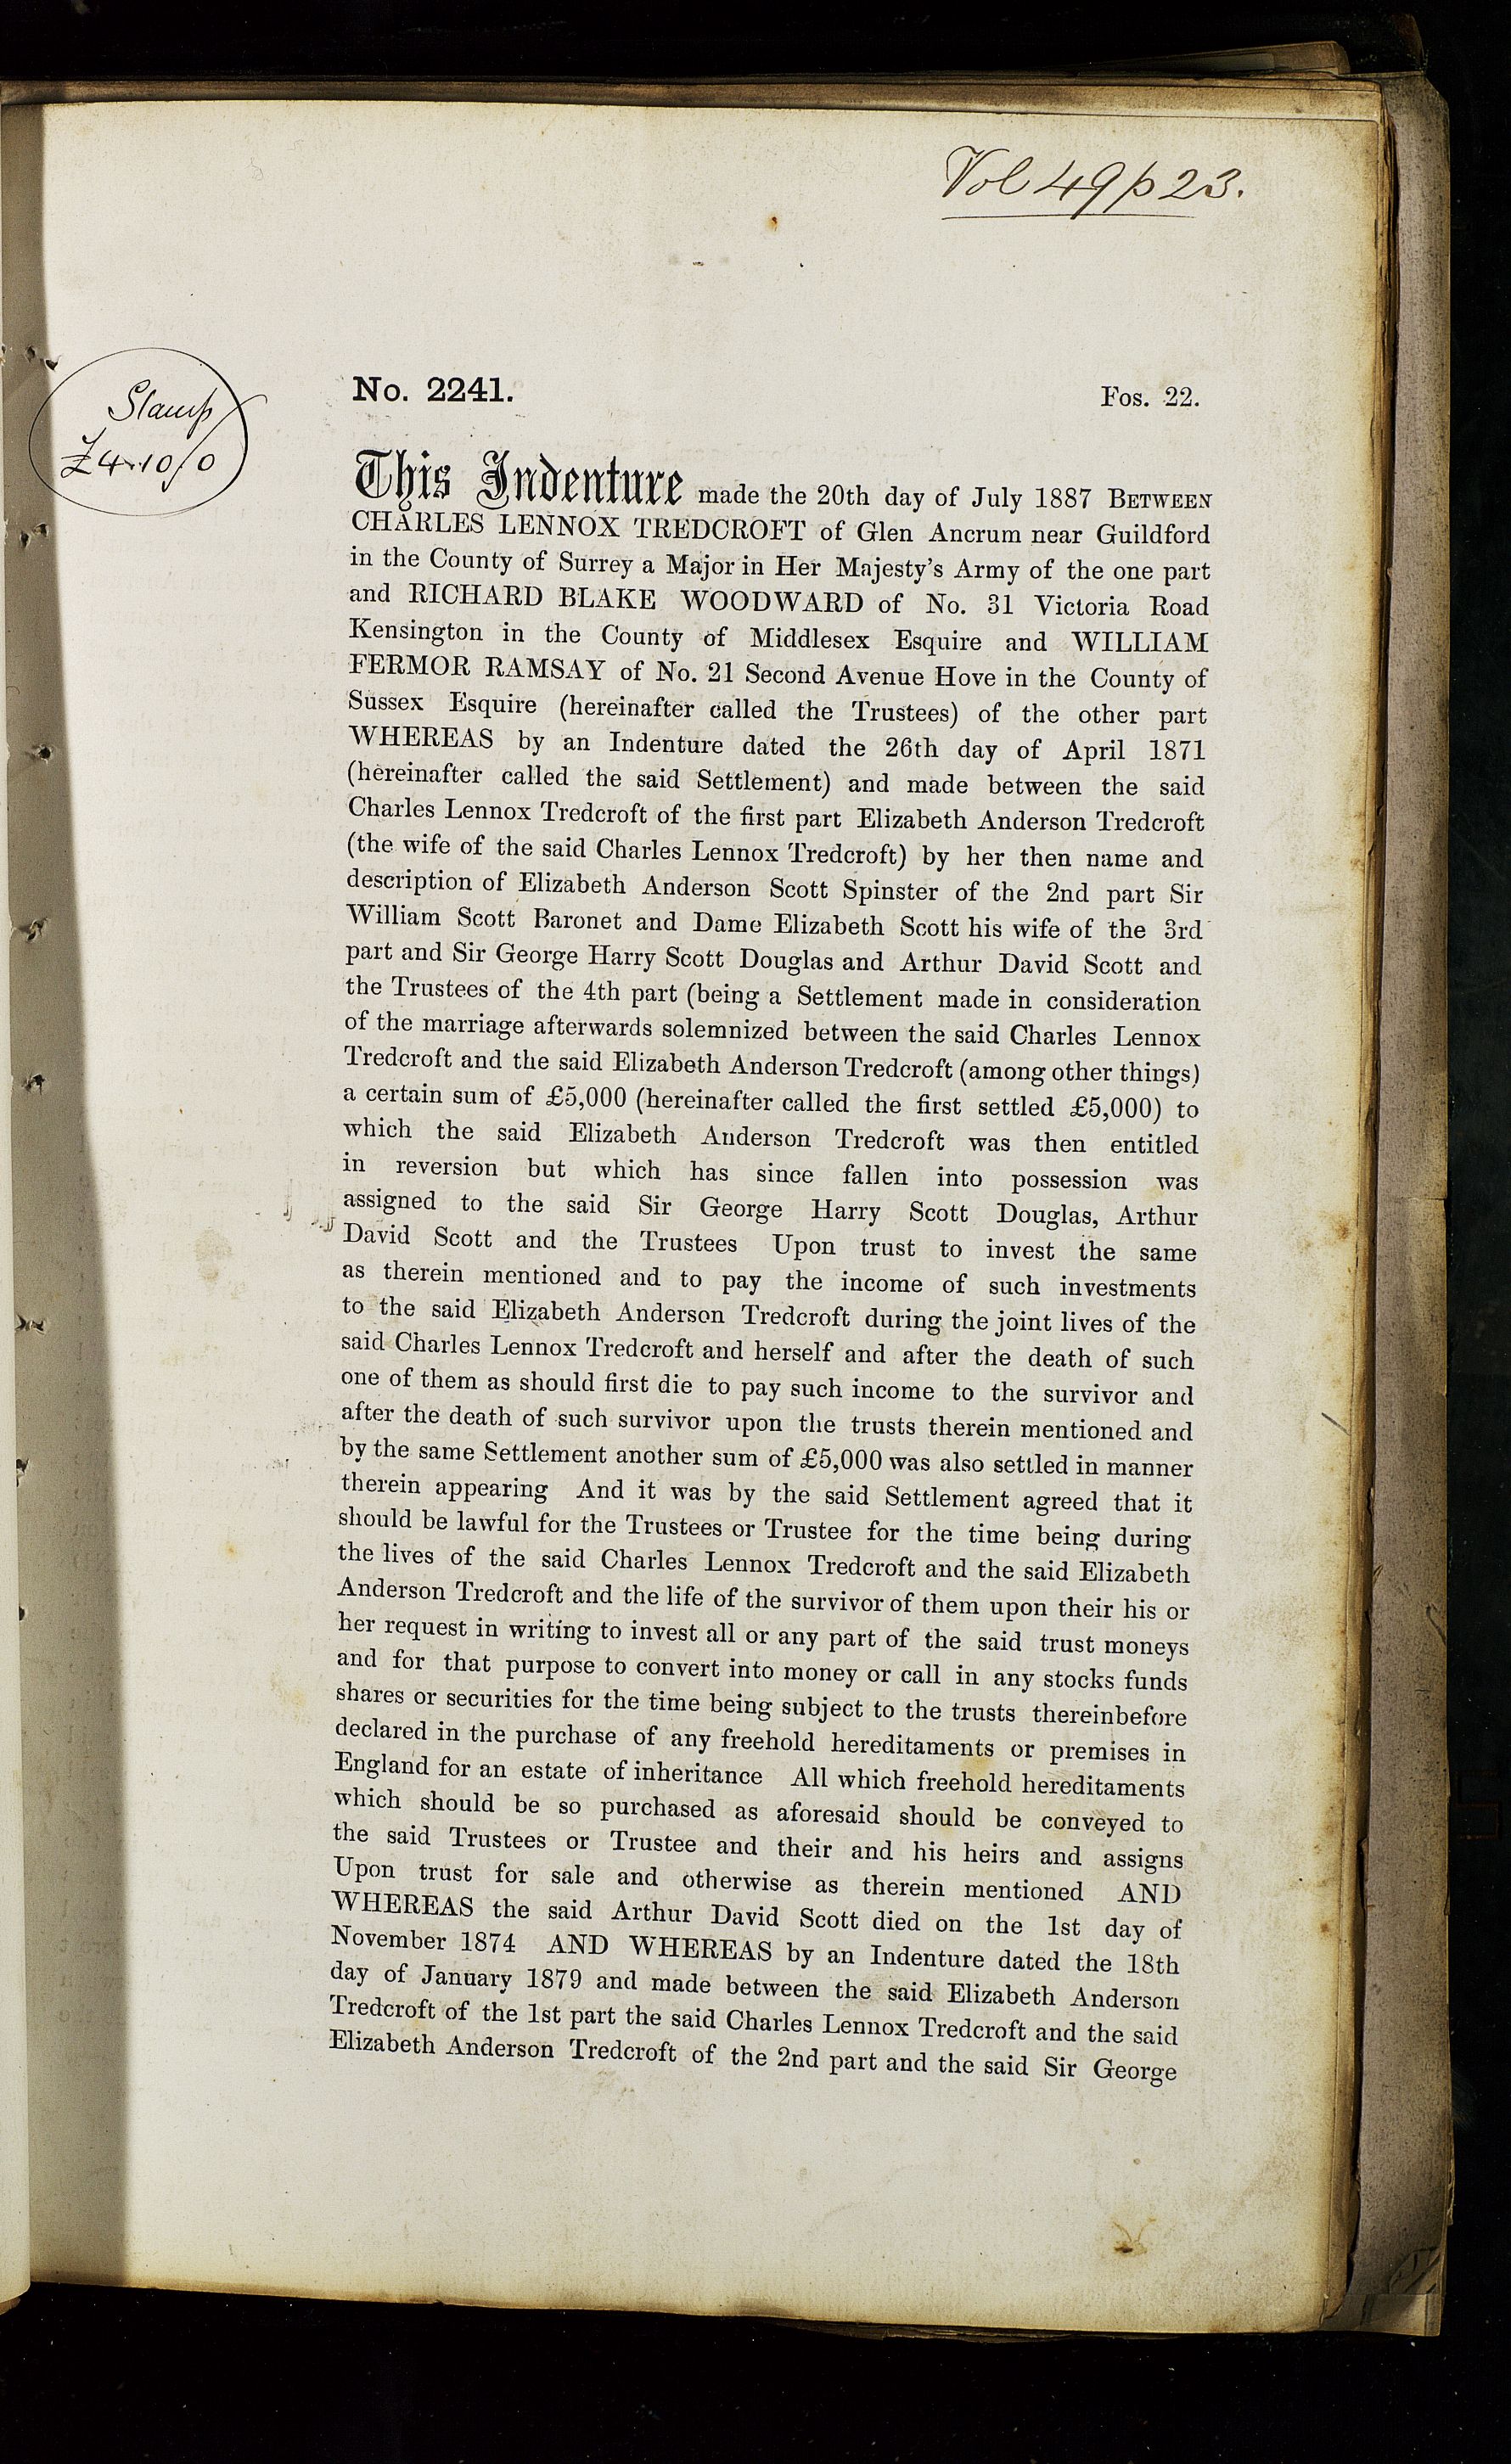 Vol 49 p 23.
Stamp
£4.10/0
No. 2241.
Fos. 22.
This Indenture made the 20th day of July 1887 BETWEEN
CHARLES LENNOX TREDCROFT of Glen Ancrum near Guildford
in the County of Surrey a Major in Her Majesty's Army of the one part
and RICHARD BLAKE WOODWARD of No. 31 Victoria Road
Kensington in the County of Middlesex Esquire and WILLIAM
FERMOR RAMSAY of No. 21 Second Avenue Hove in the County of
Sussex Esquire (hereinafter called the Trustees) of the other part
WHEREAS by an Indenture dated the 26th day of April 1871
(hereinafter called the said Settlement) and made between the said
Charles Lennox Tredcroft of the first part Elizabeth Anderson Tredcroft
(the wife of the said Charles Lennox Tredcroft) by her then name and
description of Elizabeth Anderson Scott Spinster of the 2nd part Sir
William Scott Baronet and Dame Elizabeth Scott his wife of the 3rd
part and Sir George Harry Scott Douglas and Arthur David Scott and
the Trustees of the 4th part (being a Settlement made in consideration
of the marriage afterwards solemnized between the said Charles Lennox
Tredcroft and the said Elizabeth Anderson Tredcroft (among other things)
a certain sum of £5,000 (hereinafter called the first settled £5,000) to
which the said Elizabeth Anderson Tredcroft was then entitled
in reversion but which has since fallen into possession was
assigned to the said Sir George Harry Scott Douglas, Arthur
David Scott and the Trustees Upon trust to invest the same
as therein mentioned and to pay the income of such investments
to the said Elizabeth Anderson Tredcroft during the joint lives of the
said Charles Lennox Tredcroft and herself and after the death of such
one of them as should first die to pay such income to the survivor and
after the death of such survivor upon the trusts therein mentioned and
by the same Settlement another sum of £5,000 was also settled in manner
therein appearing And it was by the said Settlement agreed that it
should be lawful for the Trustees or Trustee for the time being during
the lives of the said Charles Lennox Tredcroft and the said Elizabeth
Anderson Tredcroft and the life of the survivor of them upon their his or
her request in writing to invest all or any part of the said trust moneys
and for that purpose to convert into money or call in any stocks funds
shares or securities for the time being subject to the trusts thereinbefore
declared in the purchase of any freehold hereditaments or premises in
England for an estate of inheritance All which freehold hereditaments
which should be so purchased as aforesaid should be conveyed to
the said Trustees or Trustee and their and his heirs and assigns
Upon trust for sale and otherwise as therein mentioned AND
WHEREAS the said Arthur David Scott died on the 1st day of
November 1874 AND WHEREAS by an Indenture dated the 18th
day of January 1879 and made between the said Elizabeth Anderson
Tredcroft of the 1st part the said Charles Lennox Tredcroft and the said
Elizabeth Anderson Tredcroft of the 2nd part and the said Sir George